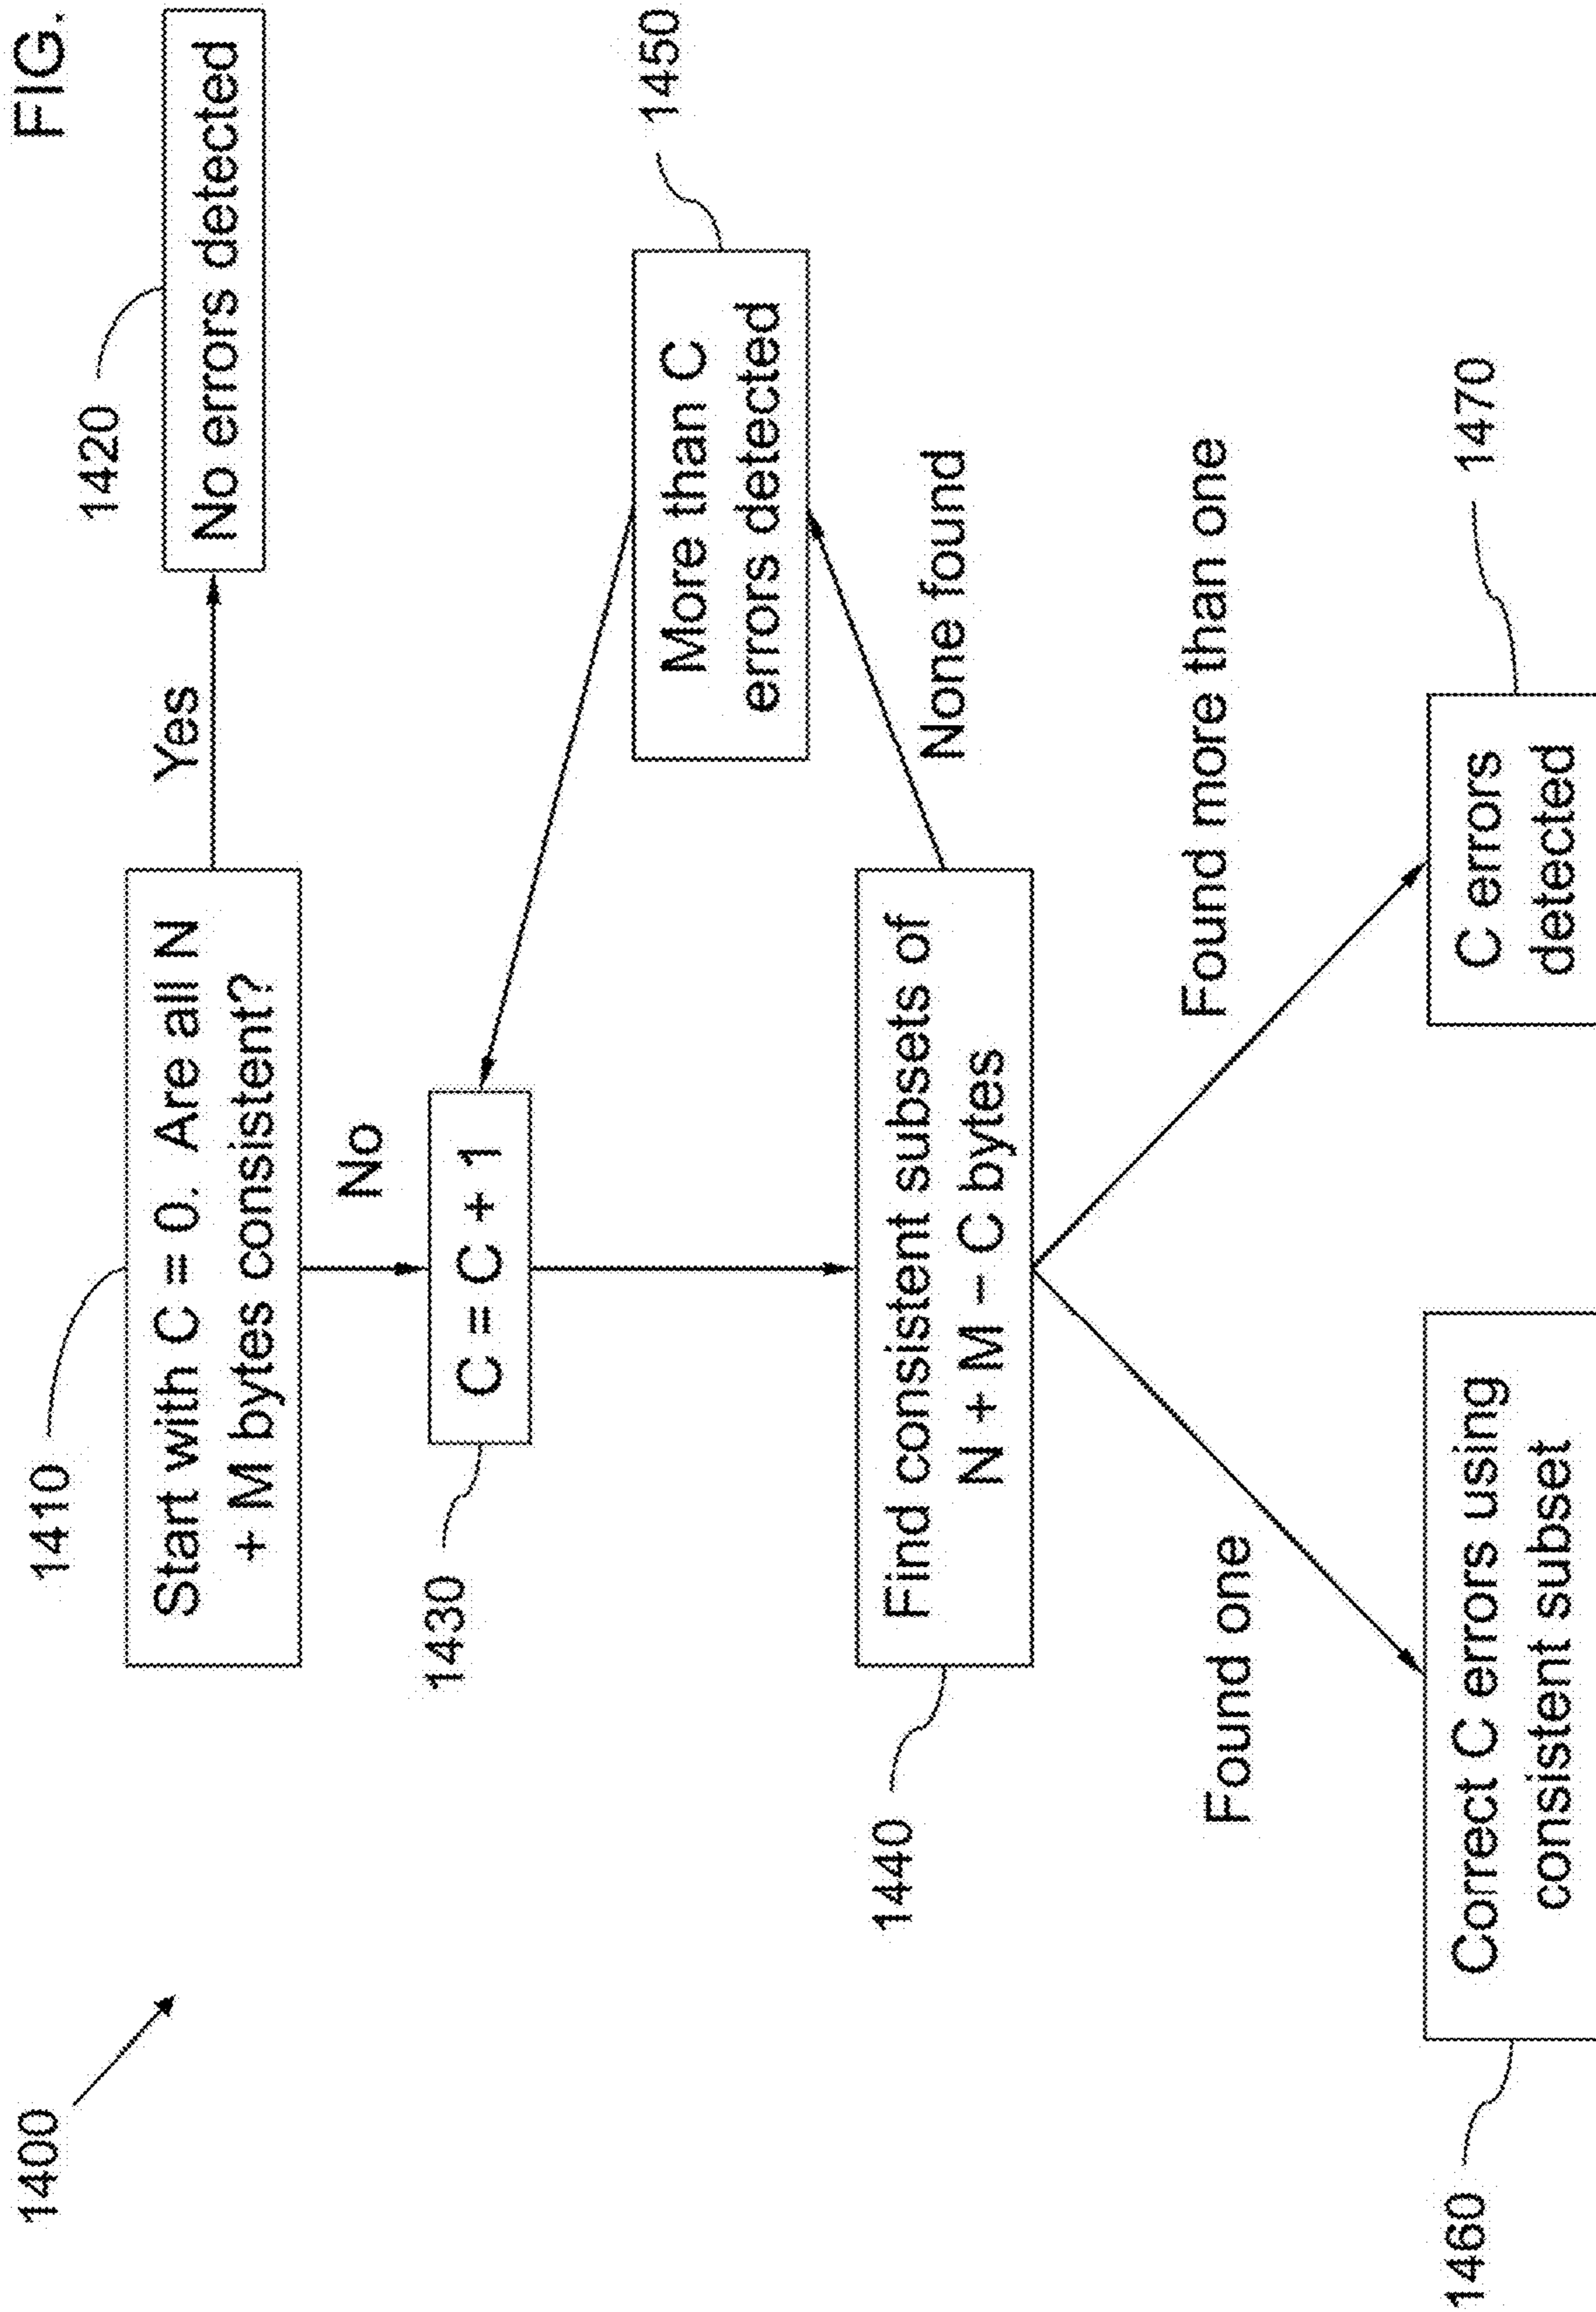 FIG.
1400
1410
Start with C = 0. Are all N
+ M bytes consistent?
Yes
1420
No errors detected
No
1430
C = C + 1
1450
More than C
errors detected
1440
Find consistent subsets of
N + M – C bytes
None found
Found one
Found more than one
1460
Correct C errors using
consistent subset
1470
C errors
detected